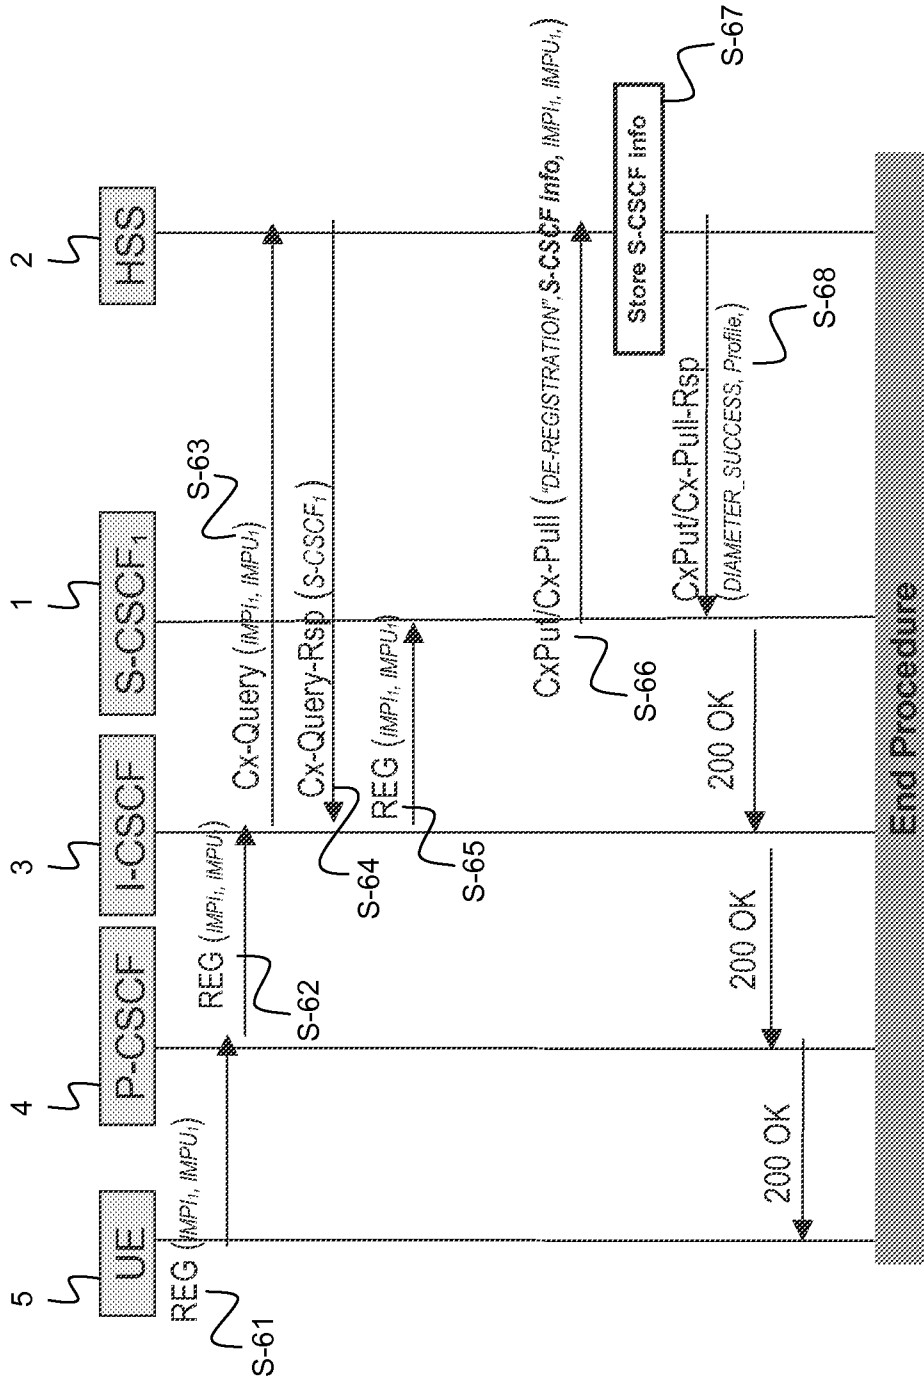 5
4
3
1
2
UE
P-CSCF
I-CSCF
S-CSCF1
HSS
REG (IMPI1, IMPU1)
S-61
REG (IMPI1, IMPU1)
S-62
Cx-Query (IMPI1, IMPU1)
S-63
Cx-Query-Rsp (S-CSCF1)
S-64
REG (IMPI1, IMPU1)
S-65
CxPut/Cx-Pull ("DE-REGISTRATION",S-CSCF info, IMPI1, IMPU1,)
S-66
Store S-CSCF info
S-67
CxPut/Cx-Pull-Rsp
(DIAMETER_SUCCESS, Profile,)
S-68
200 OK
200 OK
200 OK
End Procedure